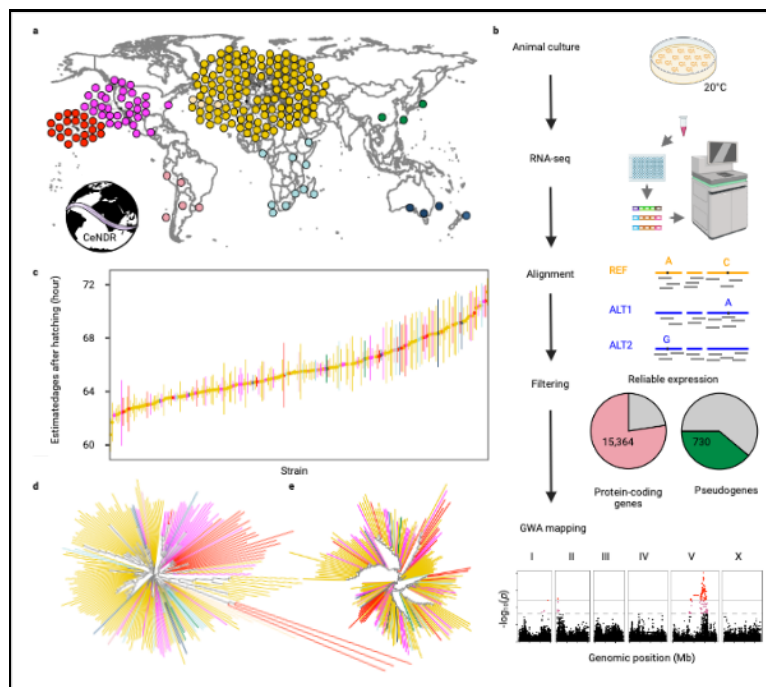 a
CeNDR
b
Animal culture
20°C
RNA-seq
Alignment
REF
A
C
ALT1
A
ALT2
G
Filtering
Reliable expression
15,364
730
Protein-coding
genes
Pseudogenes
GWA mapping
I II III IV V X
-log₁₀(p)
Genomic position (Mb)
c
Estimatedages after hatching (hour)
72
68
64
60
Strain
d
e